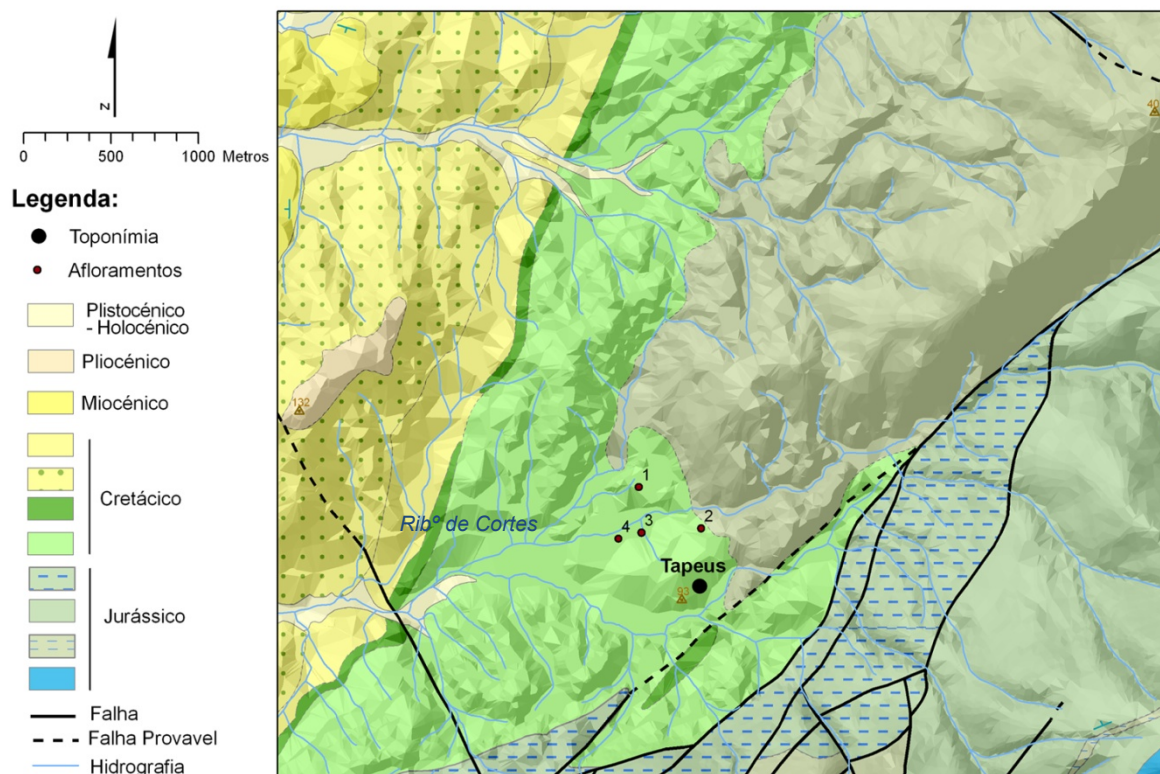 N
0 500 1000 Metros
Legenda:
Toponímia
Afloramentos
Plistocénico
- Holocénico
Pliocénico
Miocénico
Cretácico
Jurássico
Falha
Falha Provavel
Hidrografia
40
132
1
Ribº de Cortes
2
3
4
Tapeus
93